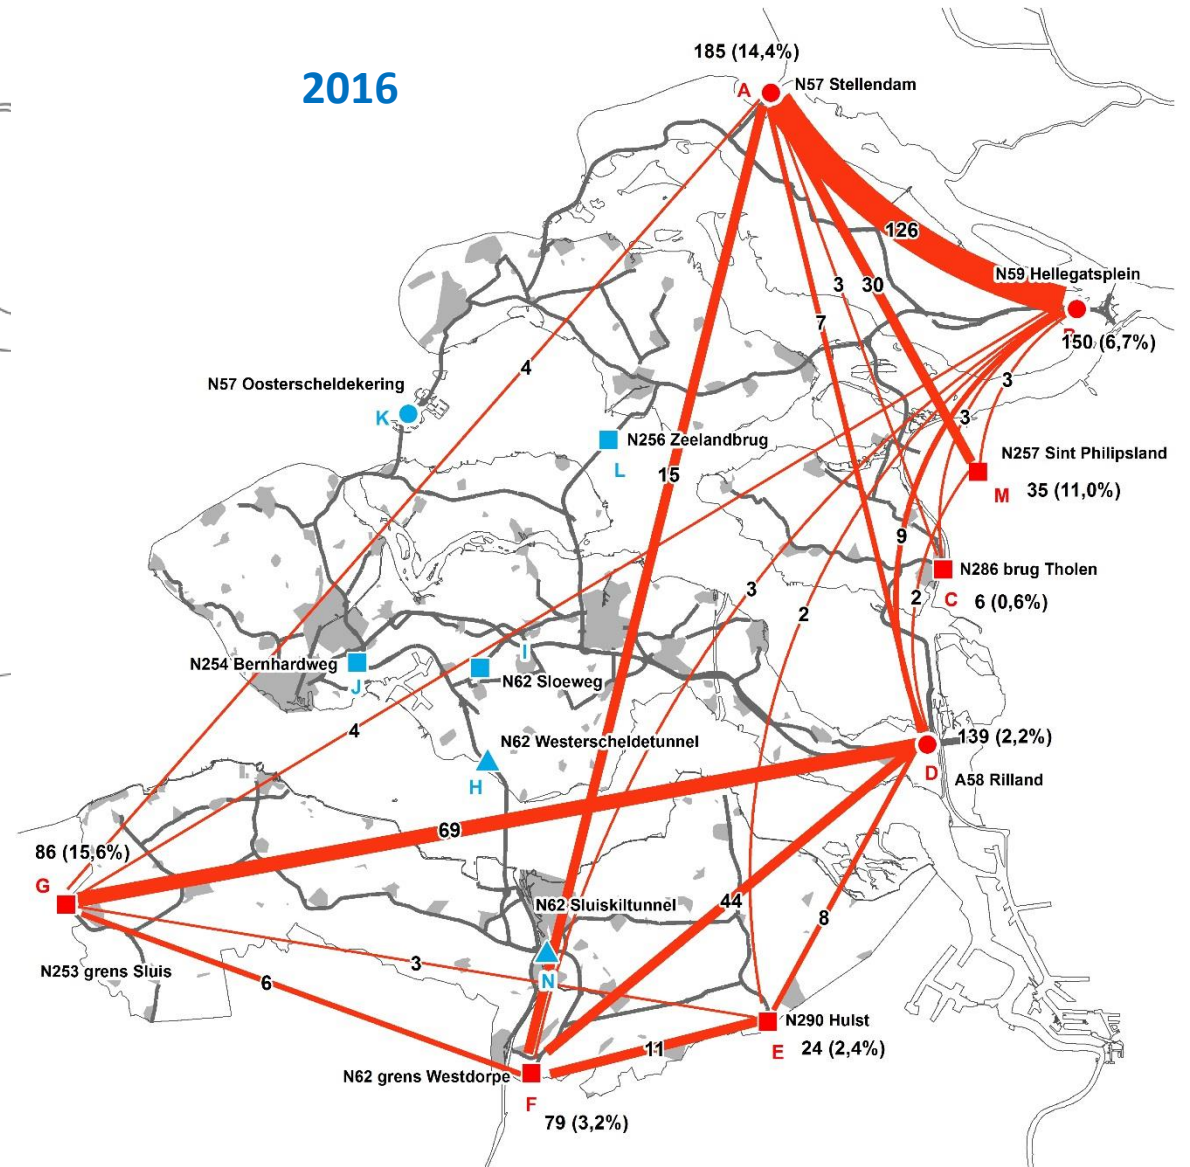 185 (14,4%)
2016
A
N57 Stellendam
126
N59 Hellegatsplein
3
30
7
150 (6,7%)
4
3
N57 Oosterscheldekering
K
3
N256 Zeelandbrug
L
15
N257 Sint Philipsland
M
35 (11,0%)
9
N286 brug Tholen
C
6 (0,6%)
3
2
2
N254 Bernhardweg
J
I
N62 Sloeweg
4
N62 Westerscheldetunnel
H
139 (2,2%)
D
A58 Rilland
69
86 (15,6%)
G
N62 Sluiskiltunnel
44
8
N253 grens Sluis
3
6
N
N290 Hulst
E
24 (2,4%)
11
N62 grens Westdorpe
F
79 (3,2%)